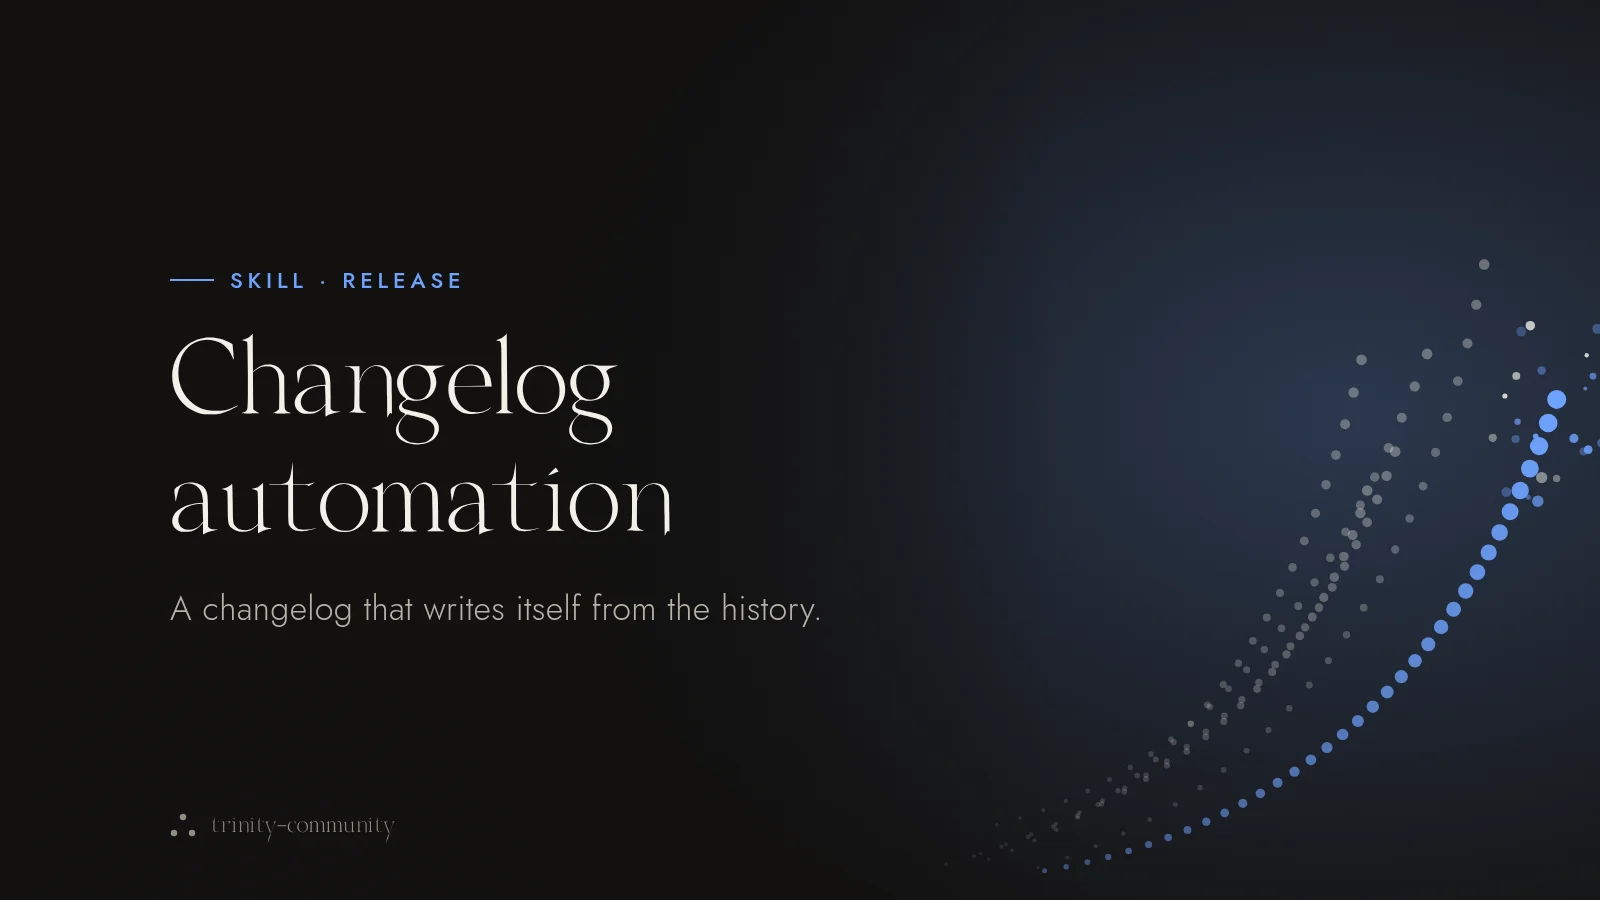 SKILL · RELEASE
Changelog
automation
A changelog that writes itself from the history.
trinity-community